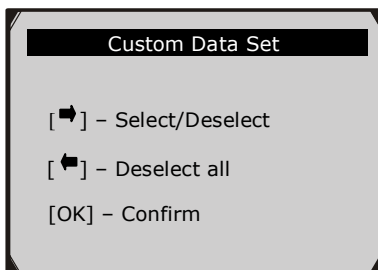 Custom Data Set
[➡] – Select/Deselect
[⬅] – Deselect all
[OK] – Confirm